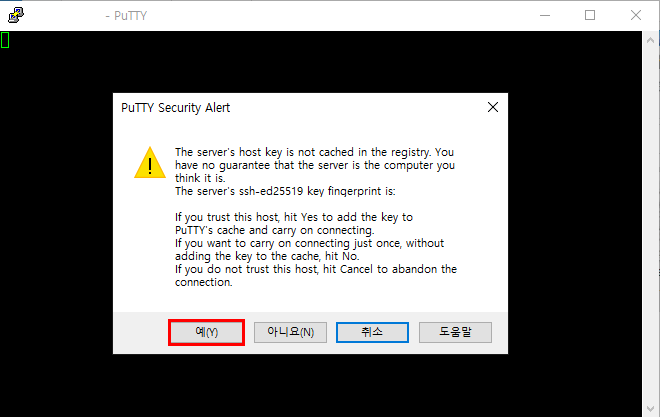 - PuTTY
PuTTY Security Alert
The server's host key is not cached in the registry. You
have no guarantee that the server is the computer you
think it is.
The server's ssh-ed25519 key fingerprint is:
If you trust this host, hit Yes to add the key to
PuTTY's cache and carry on connecting.
If you want to carry on connecting just once, without
adding the key to the cache, hit No.
If you do not trust this host, hit Cancel to abandon the
connection.
예(Y) 아니요(N) 취소 도움말